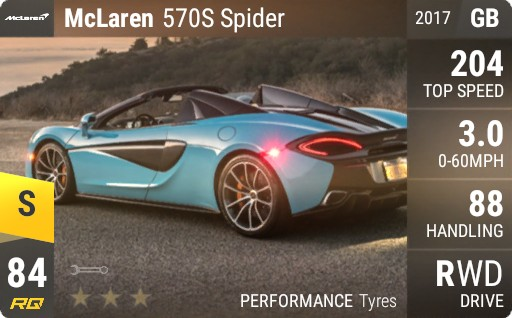 McLaren McLaren 570S Spider 2017 GB
204
TOP SPEED
3.0
0-60MPH
S
88
HANDLING
84
RQ
RWD
DRIVE
PERFORMANCE Tyres